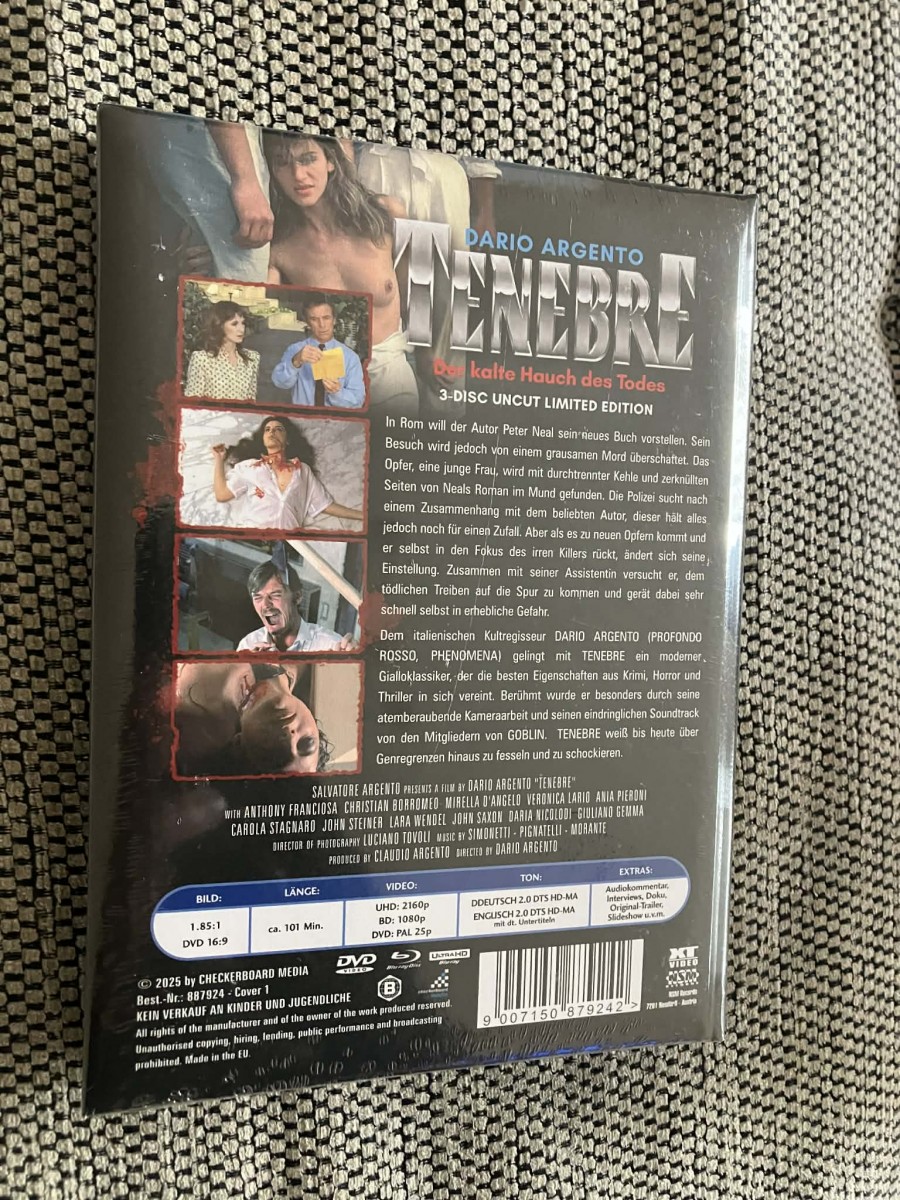 DARIO ARGENTO
TENEBRE
Der kalte Hauch des Todes
3-DISC UNCUT LIMITED EDITION
In Rom will der Autor Peter Neal sein neues Buch vorstellen. Sein
Besuch wird jedoch von einem grausamen Mord überschattet. Das
Opfer, eine junge Frau, wird mit durchtrennter Kehle und zerknüllten
Seiten von Neals Roman im Mund gefunden. Die Polizei sucht nach
einem Zusammenhang mit dem beliebten Autor, dieser hält alles
jedoch noch für einen Zufall. Aber als es zu neuen Opfern kommt und
er selbst in den Fokus des irren Killers rückt, ändert sich seine
Einstellung. Zusammen mit seiner Assistentin versucht er, dem
tödlichen Treiben auf die Spur zu kommen und gerät dabei sehr
schnell selbst in erhebliche Gefahr.
Dem italienischen Kultregisseur DARIO ARGENTO (PROFONDO
ROSSO, PHENOMENA) gelingt mit TENEBRE ein moderner
Gialloklassiker, der die besten Eigenschaften aus Krimi, Horror und
Thriller in sich vereint. Berühmt wurde er besonders durch seine
atemberaubende Kameraarbeit und seinen eindringlichen Soundtrack
von den Mitgliedern von GOBLIN. TENEBRE weiß bis heute über
Genregrenzen hinaus zu fesseln und zu schockieren.
SALVATORE ARGENTO PRESENTS A FILM BY DARIO ARGENTO "TENEBRE"
WITH ANTHONY FRANCIOSA CHRISTIAN BORROMEO MIRELLA D'ANGELO VERONICA LARIO ANIA PIERONI
CAROLA STAGNARO JOHN STEINER LARA WENDEL JOHN SAXON DARIA NICOLODI GIULIANO GEMMA
DIRECTOR OF PHOTOGRAPHY LUCIANO TOVOLI MUSIC BY SIMONETTI - PIGNATELLI - MORANTE
PRODUCED BY CLAUDIO ARGENTO DIRECTED BY DARIO ARGENTO
BILD:
1.85:1
DVD 16:9
LÄNGE:
ca. 101 Min.
VIDEO:
UHD: 2160p
BD: 1080p
DVD: PAL 25p
TON:
DDEUTSCH 2.0 DTS HD-MA
ENGLISCH 2.0 DTS HD-MA
mit dt. Untertiteln
EXTRAS:
Audiokommentar,
Interviews, Doku,
Original-Trailer,
Slideshow u.v.m.
© 2025 by CHECKERBOARD MEDIA
Best.-Nr.: 887924 - Cover 1
KEIN VERKAUF AN KINDER UND JUGENDLICHE
All rights of the manufacturer and of the owner of the work produced reserved.
Unauthorised copying, hiring, lending, public performance and broadcasting
prohibited. Made in the EU.
DVD VIDEO
Blu-ray Disc
ULTRA HD Blu-ray
B
9 007150 879242 >
XT VIDEO